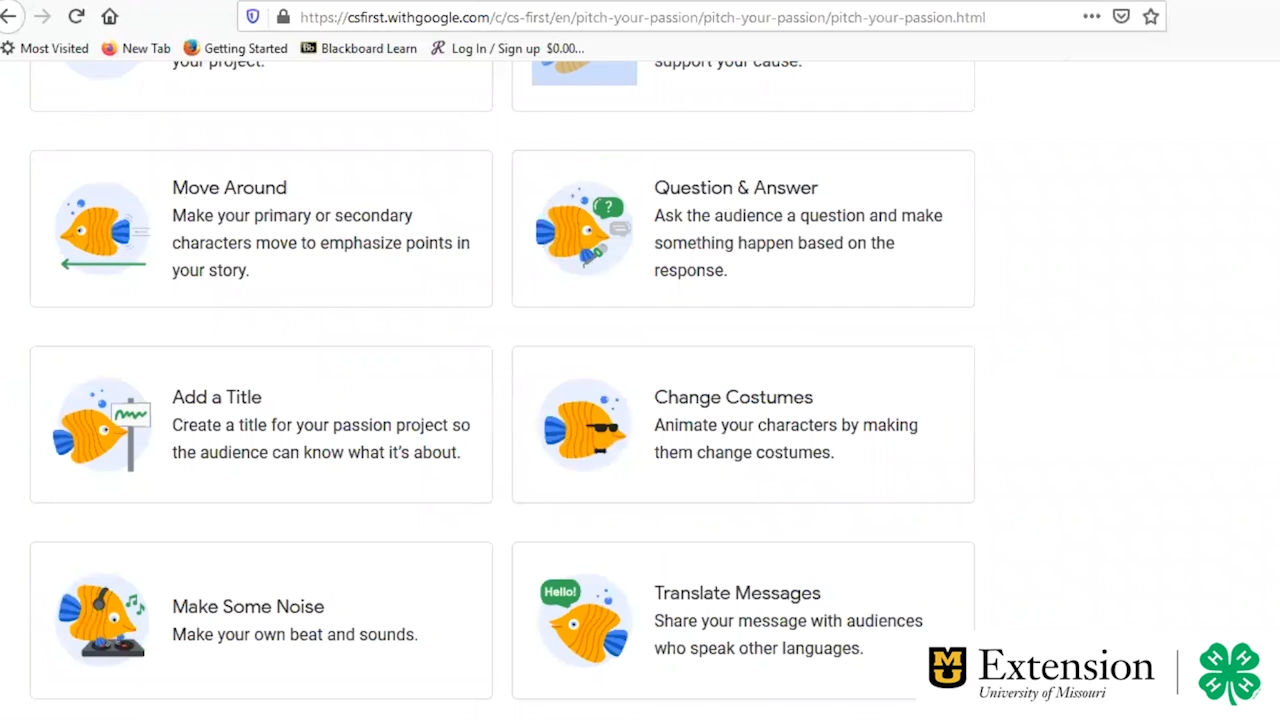 https://csfirst.withgoogle.com/c/cs-first/en/pitch-your-passion/pitch-your-passion/pitch-your-passion.html
Most Visited New Tab Getting Started Bb Blackboard Learn R Log In / Sign up $0.00...
your project.
support your cause.
Move Around
Make your primary or secondary
characters move to emphasize points in
your story.
Question & Answer
?
Ask the audience a question and make
something happen based on the
response.
Add a Title
Create a title for your passion project so
the audience can know what it's about.
Change Costumes
Animate your characters by making
them change costumes.
Make Some Noise
Make your own beat and sounds.
Hello!
Translate Messages
Share your message with audiences
who speak other languages.
MU Extension
University of Missouri
H H
H H